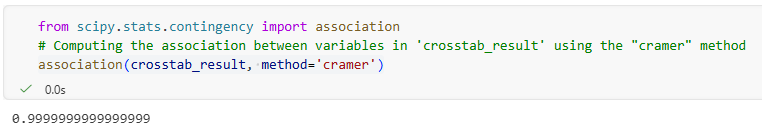 from scipy.stats.contingency import association
# Computing the association between variables in 'crosstab_result' using the "cramer" method
association(crosstab_result, method='cramer')
0.0s
0.9999999999999999